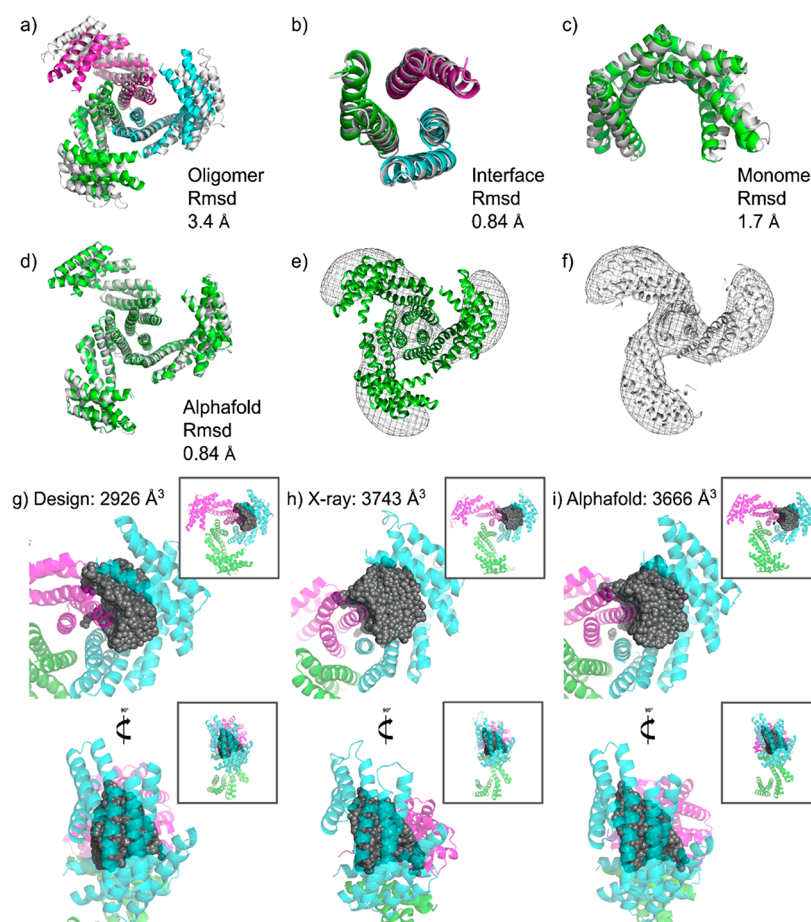 a)
b)
c)
Oligomer
Rmsd
3.4 Å
Interface
Rmsd
0.84 Å
Monome
Rmsd
1.7 Å
d)
e)
f)
Alphafold
Rmsd
0.84 Å
g) Design: 2926 Å³
h) X-ray: 3743 Å³
i) Alphafold: 3666 Å³
90°
90°
90°